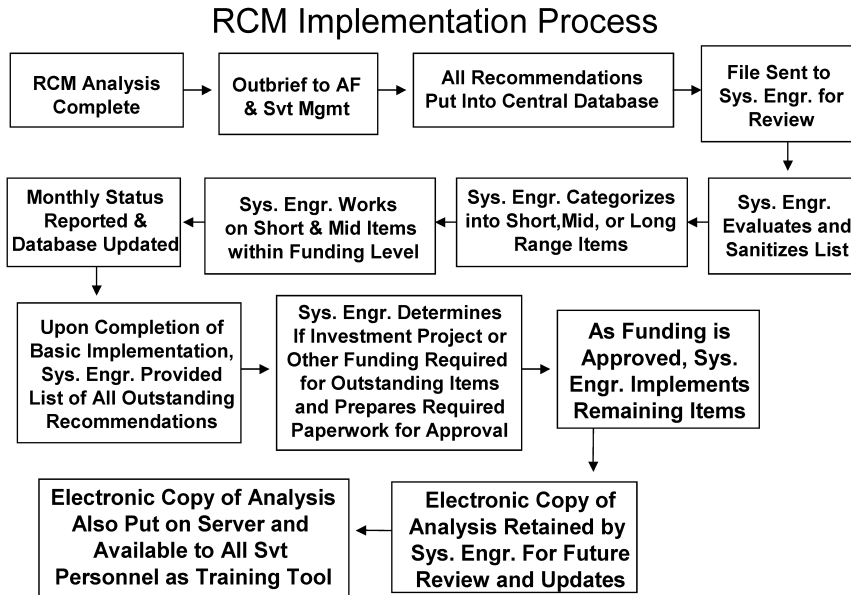 RCM Implementation Process
RCM Analysis
Complete
Outbrief to AF
& Svt Mgmt
All Recommendations
Put Into Central Database
File Sent to
Sys. Engr. for
Review
Sys. Engr.
Evaluates and
Sanitizes List
Sys. Engr. Categorizes
into Short,Mid, or Long
Range Items
Sys. Engr. Works
on Short & Mid Items
within Funding Level
Monthly Status
Reported &
Database Updated
Upon Completion of
Basic Implementation,
Sys. Engr. Provided
List of All Outstanding
Recommendations
Sys. Engr. Determines
If Investment Project or
Other Funding Required
for Outstanding Items
and Prepares Required
Paperwork for Approval
As Funding is
Approved, Sys.
Engr. Implements
Remaining Items
Electronic Copy of
Analysis Retained by
Sys. Engr. For Future
Review and Updates
Electronic Copy of Analysis
Also Put on Server and
Available to All Svt
Personnel as Training Tool